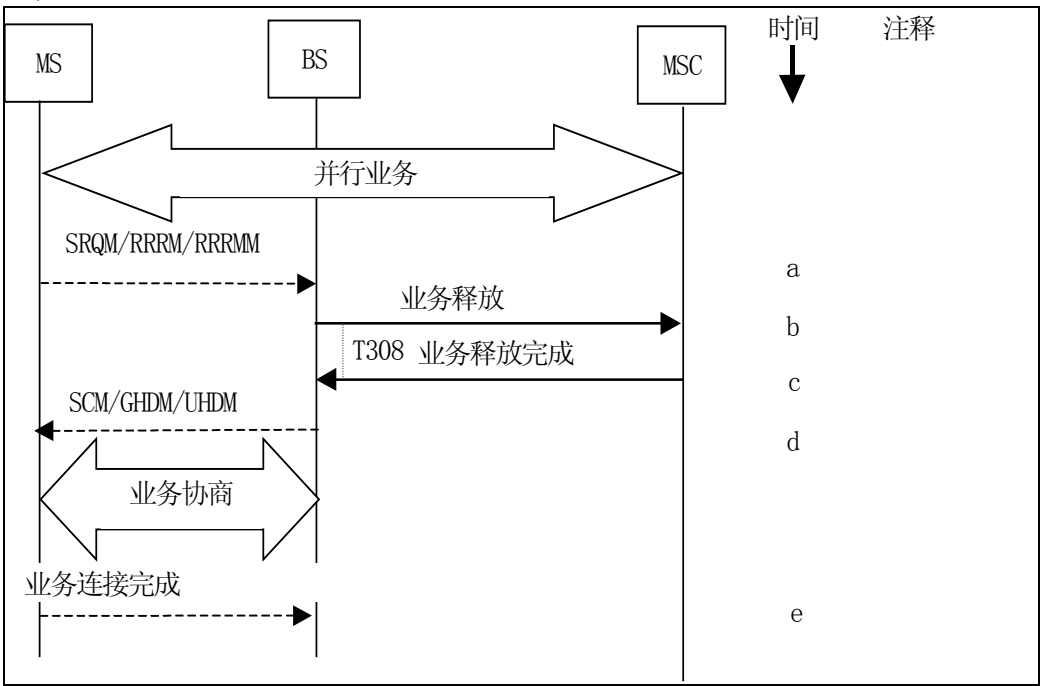 时间 注释
MS BS MSC
并行业务
SRQM/RRRM/RRRMM
a
业务释放
b
T308 业务释放完成
c
SCM/GHDM/UHDM
d
业务协商
业务连接完成
e